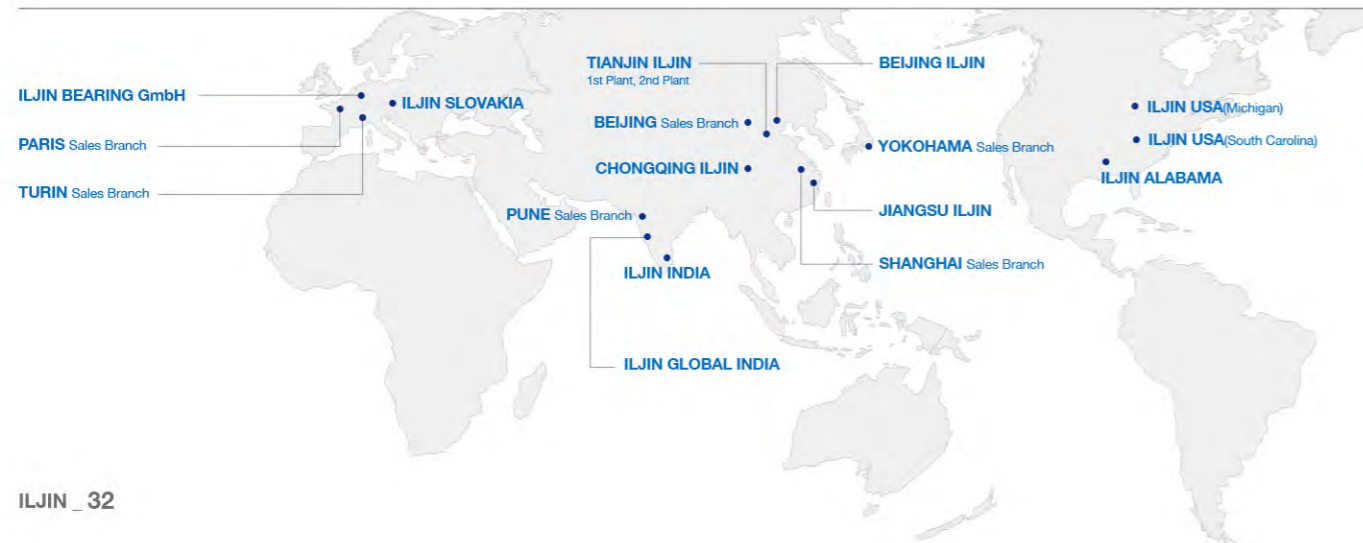 ILJIN BEARING GmbH
PARIS Sales Branch
TURIN Sales Branch
ILJIN SLOVAKIA
TIANJIN ILJIN
1st Plant, 2nd Plant
BEIJING Sales Branch
CHONGQING ILJIN
PUNE Sales Branch
ILJIN INDIA
ILJIN GLOBAL INDIA
BEIJING ILJIN
YOKOHAMA Sales Branch
JIANGSU ILJIN
SHANGHAI Sales Branch
ILJIN USA(Michigan)
ILJIN USA(South Carolina)
ILJIN ALABAMA
ILJIN _ 32